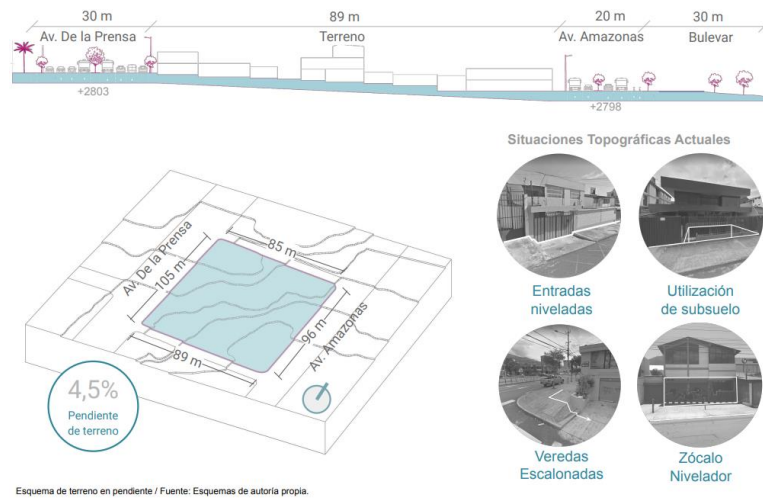 30 m
89 m
20 m
30 m
Av. De la Prensa
Terreno
Av. Amazonas
Bulevar
+2803
+2798
Situaciones Topográficas Actuales
Av. De la Prensa
85 m
105 m
96 m
Av. Amazonas
89 m
4,5%
Pendiente
de terreno
Entradas
niveladas
Utilización
de subsuelo
Veredas
Escalonadas
Zócalo
Nivelador
Esquema de terreno en pendiente / Fuente: Esquemas de autoría propia.